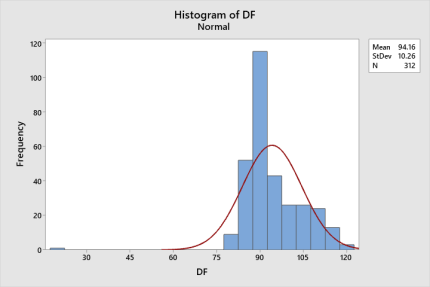 Histogram of DF
Normal
Mean 94.16
StDev 10.26
N 312
120
100
80
60
40
20
0
Frequency
30 45 60 75 90 105 120
DF